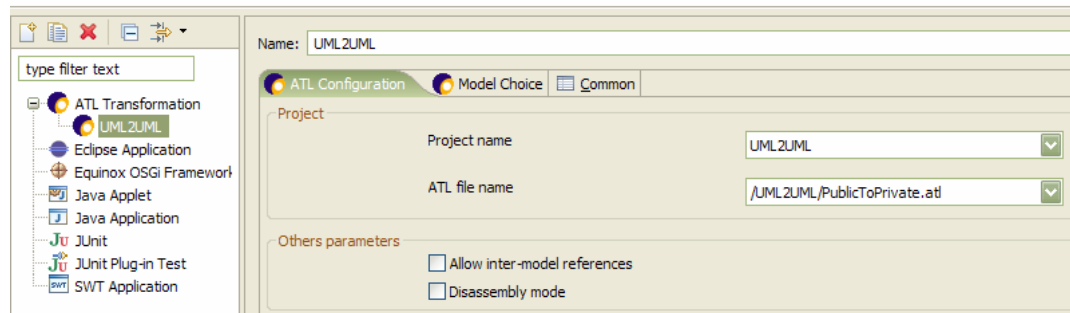 type filter text
ATL Transformation
UML2UML
Eclipse Application
Equinox OSGi Framework
Java Applet
Java Application
JUnit
JUnit Plug-in Test
SWT Application
Name: UML2UML
ATL Configuration Model Choice Common
Project
Project name UML2UML
ATL file name /UML2UML/PublicToPrivate.atl
Others parameters
Allow inter-model references
Disassembly mode